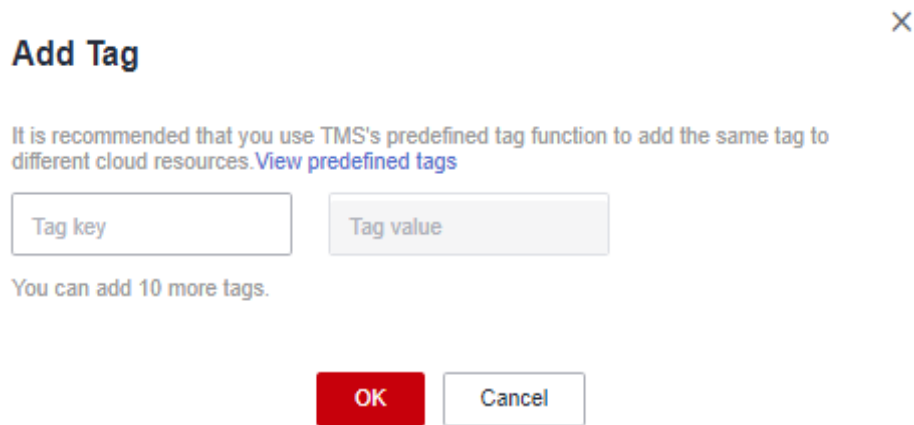 Add Tag
It is recommended that you use TMS's predefined tag function to add the same tag to
different cloud resources.View predefined tags
Tag key Tag value
You can add 10 more tags.
OK Cancel